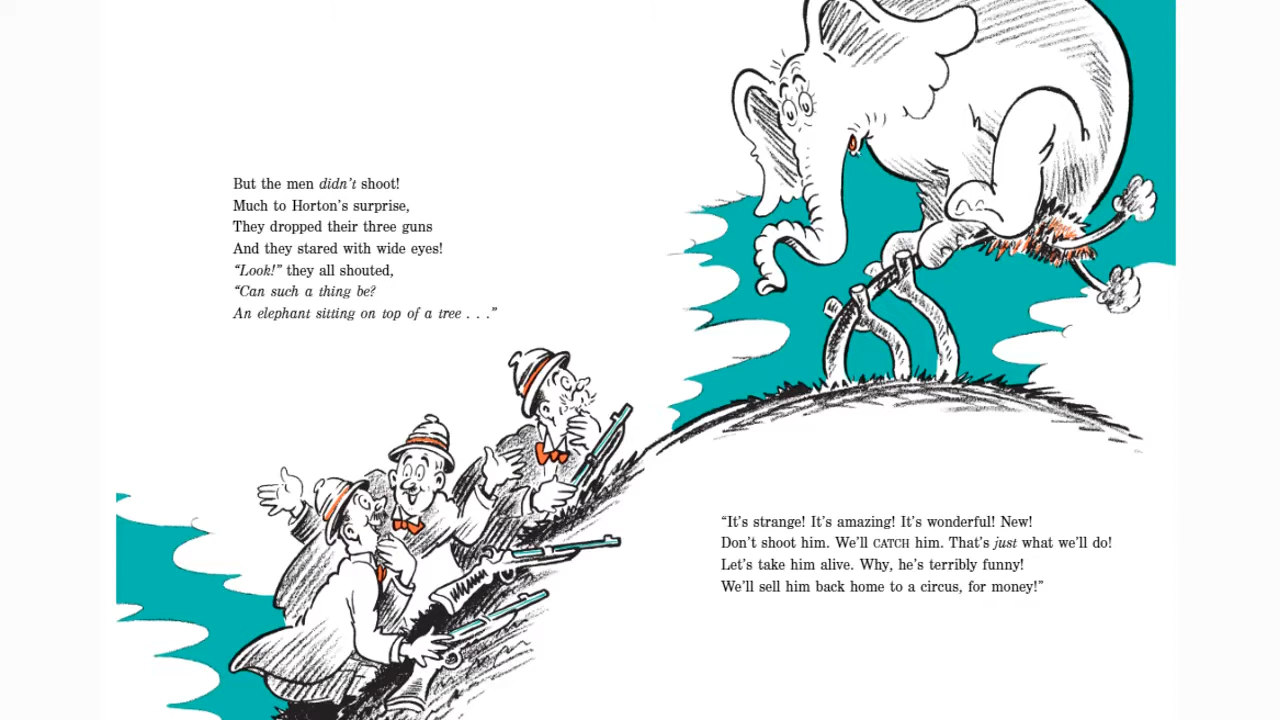 But the men didn't shoot!
Much to Horton's surprise,
They dropped their three guns
And they stared with wide eyes!
“Look!” they all shouted,
“Can such a thing be?
An elephant sitting on top of a tree . . .”
“It's strange! It's amazing! It's wonderful! New!
Don't shoot him. We'll CATCH him. That's just what we'll do!
Let's take him alive. Why, he's terribly funny!
We'll sell him back home to a circus, for money!”